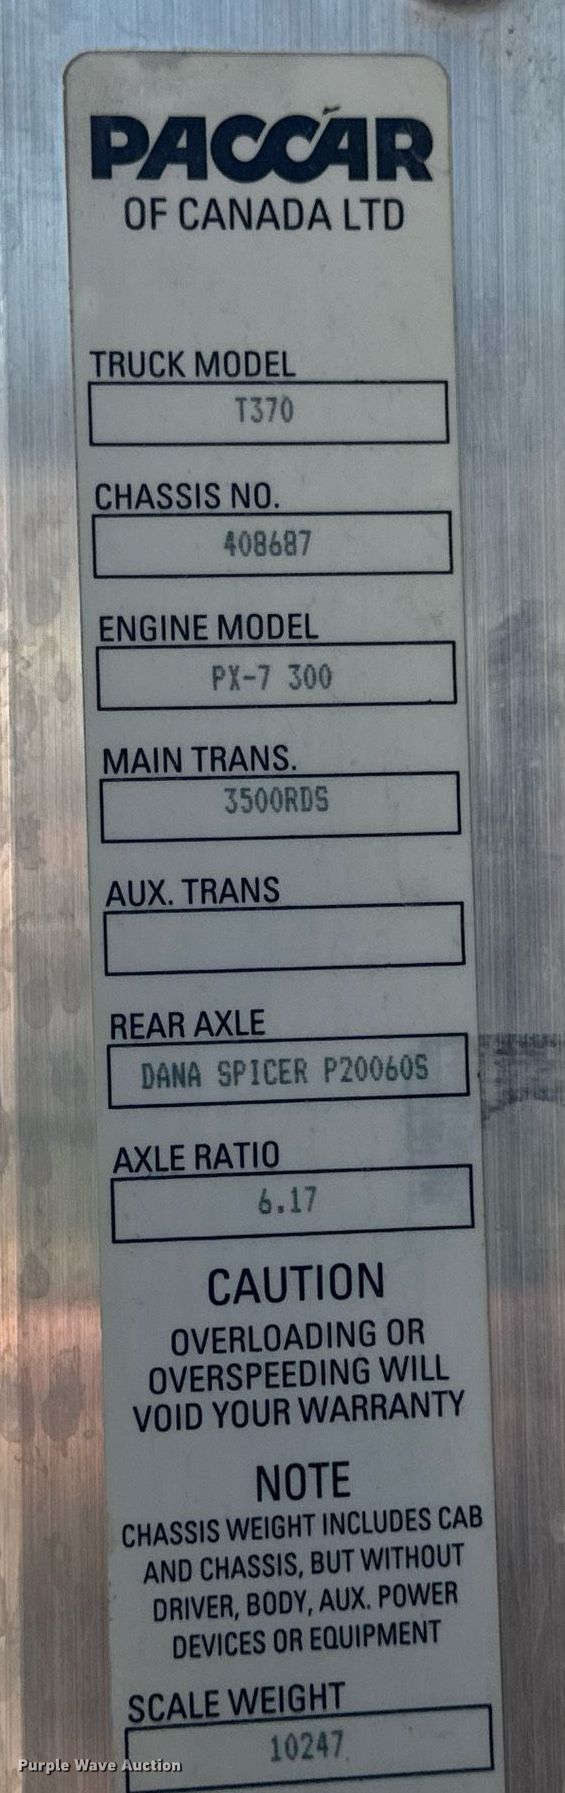 PACCAR
OF CANADA LTD
TRUCK MODEL
T370
CHASSIS NO.
408687
ENGINE MODEL
PX-7 300
MAIN TRANS.
3500RDS
AUX. TRANS
REAR AXLE
DANA SPICER P20060S
AXLE RATIO
6.17
CAUTION
OVERLOADING OR
OVERSPEEDING WILL
VOID YOUR WARRANTY
NOTE
CHASSIS WEIGHT INCLUDES CAB
AND CHASSIS, BUT WITHOUT
DRIVER, BODY, AUX. POWER
DEVICES OR EQUIPMENT
SCALE WEIGHT
10247
Purple Wave Auction